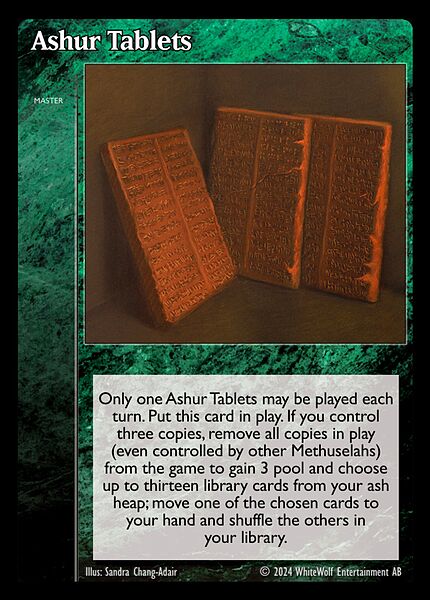 Ashur Tablets
MASTER
Only one Ashur Tablets may be played each
turn. Put this card in play. If you control
three copies, remove all copies in play
(even controlled by other Methuselahs)
from the game to gain 3 pool and choose
up to thirteen library cards from your ash
heap; move one of the chosen cards to
your hand and shuffle the others in
your library.
Illus: Sandra Chang-Adair
© 2024 WhiteWolf Entertainment AB